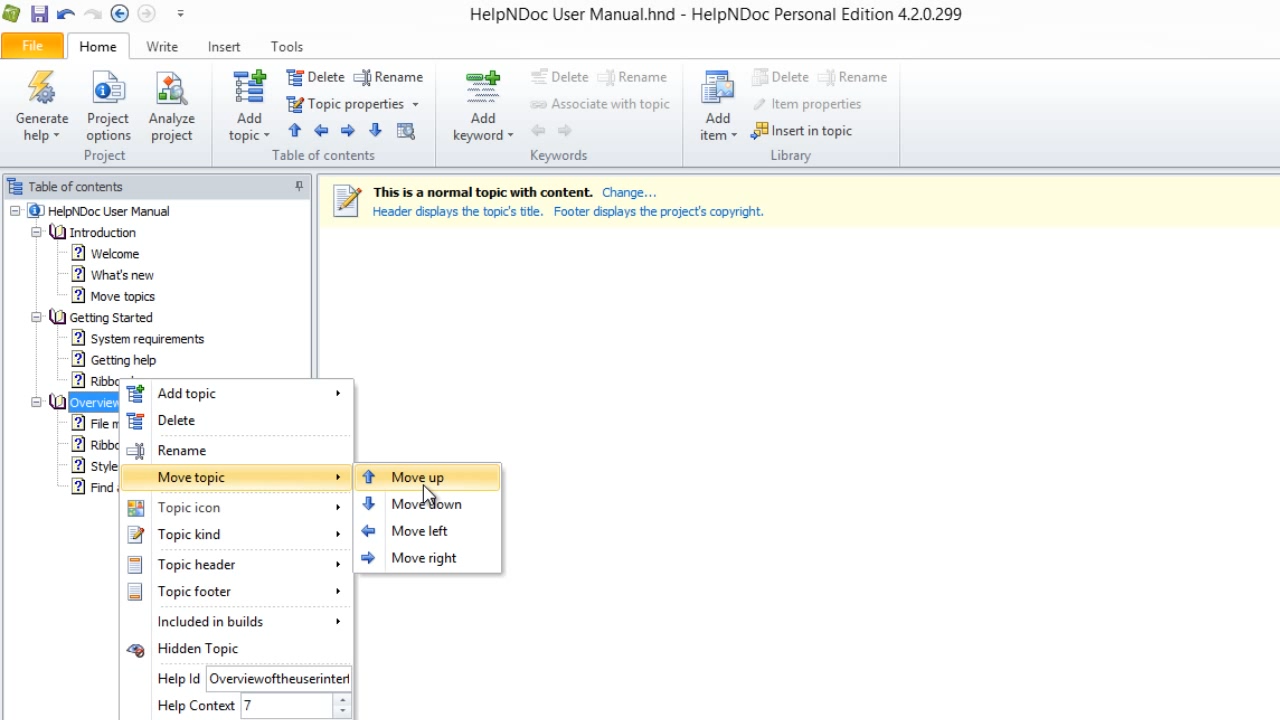 HelpNDoc User Manual.hnd - HelpNDoc Personal Edition 4.2.0.299
File Home Write Insert Tools
Generate help
Project options
Analyze project
Project
Add topic
Delete Rename
Topic properties
Table of contents
Add keyword
Delete Rename
Associate with topic
Keywords
Add item
Delete Rename
Item properties
Insert in topic
Library
Table of contents
This is a normal topic with content. Change...
Header displays the topic's title. Footer displays the project's copyright.
HelpNDoc User Manual
Introduction
Welcome
What's new
Move topics
Getting Started
System requirements
Getting help
Ribbo
Overview
File m
Ribbo
Style
Find
Add topic
Delete
Rename
Move topic
Topic icon
Topic kind
Topic header
Topic footer
Included in builds
Hidden Topic
Help Id Overviewoftheuserinterf
Help Context 7
Move up
Move down
Move left
Move right